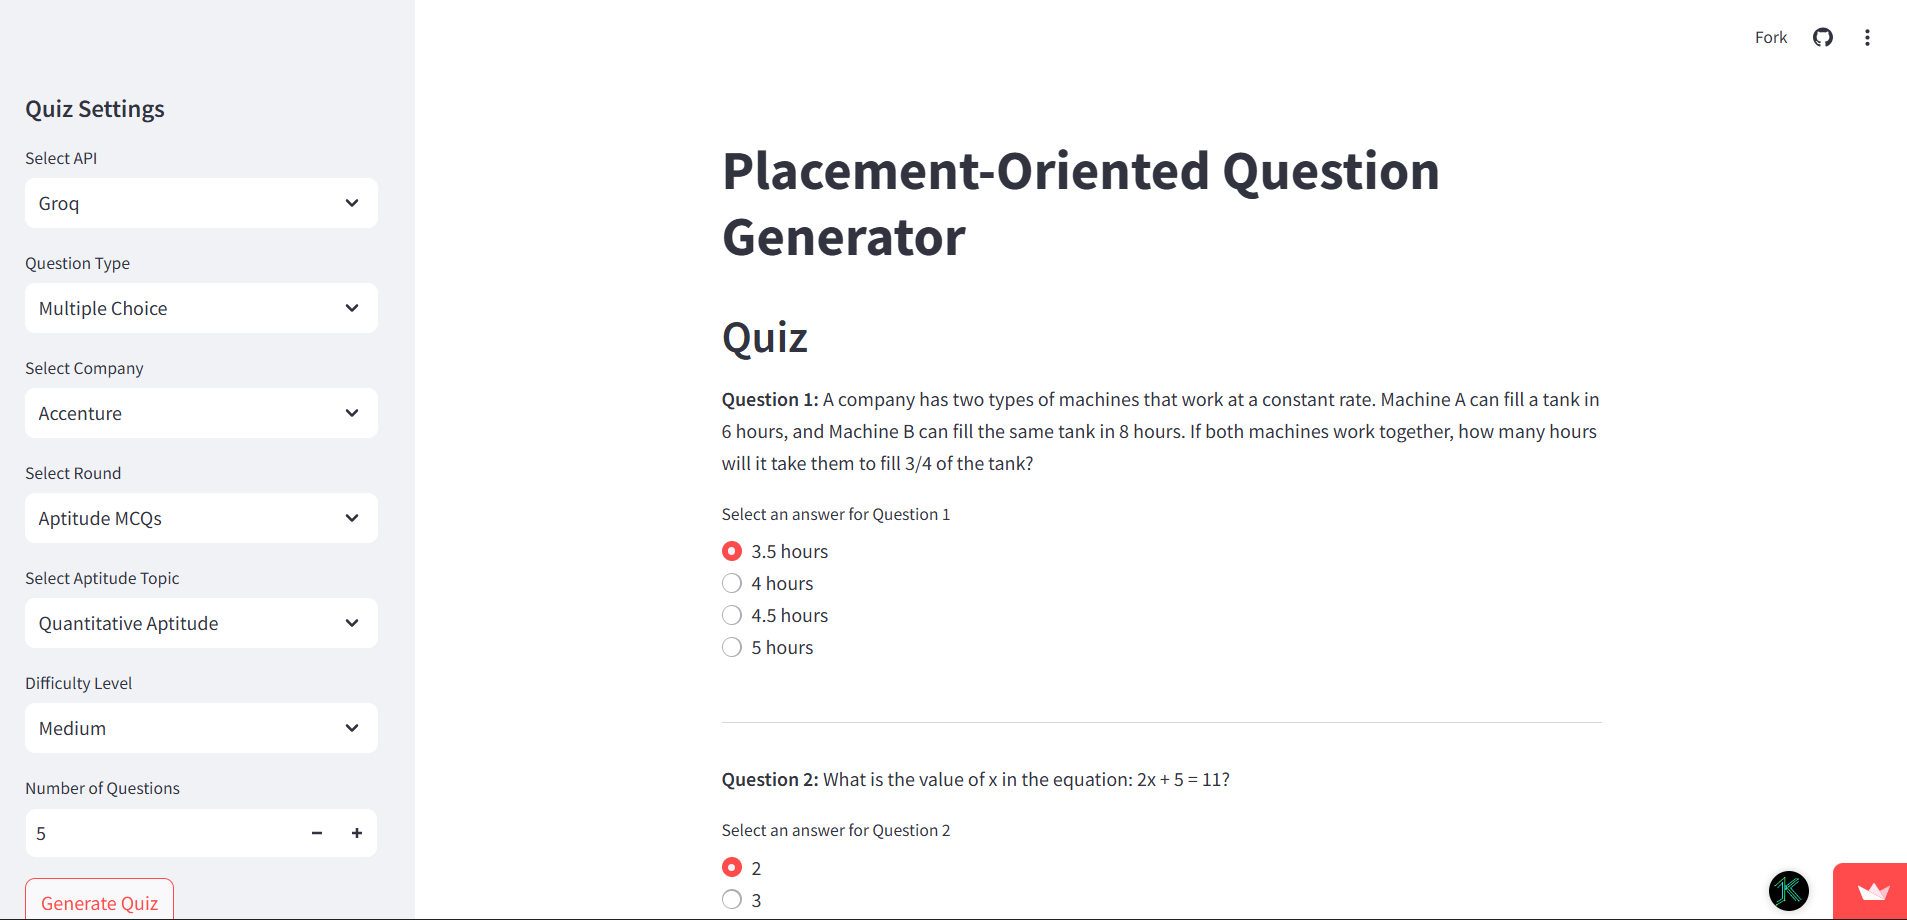 Fork
Quiz Settings
Select API
Groq
Question Type
Multiple Choice
Select Company
Accenture
Select Round
Aptitude MCQs
Select Aptitude Topic
Quantitative Aptitude
Difficulty Level
Medium
Number of Questions
5
Generate Quiz
Placement-Oriented Question
Generator
Quiz
Question 1: A company has two types of machines that work at a constant rate. Machine A can fill a tank in
6 hours, and Machine B can fill the same tank in 8 hours. If both machines work together, how many hours
will it take them to fill 3/4 of the tank?
Select an answer for Question 1
3.5 hours
4 hours
4.5 hours
5 hours
Question 2: What is the value of x in the equation: 2x + 5 = 11?
Select an answer for Question 2
2
3